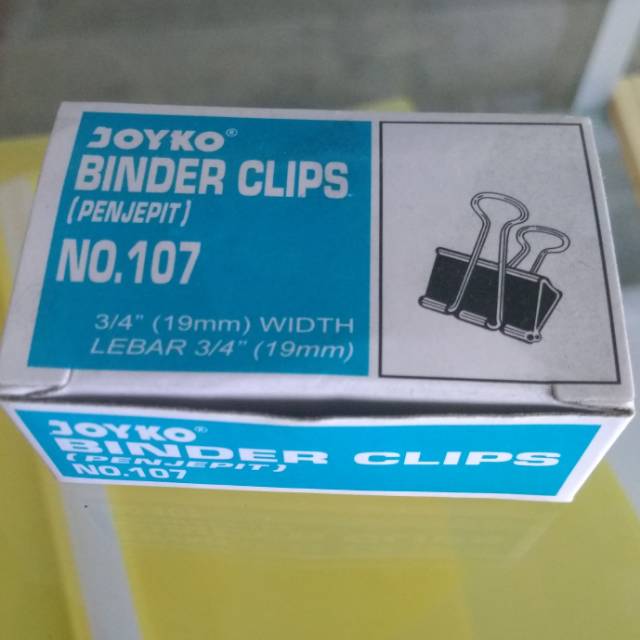 JOYKO®
BINDER CLIPS
(PENJEPIT)
NO.107
3/4" (19mm) WIDTH
LEBAR 3/4" (19mm)
JOYKO®
BINDER CLIPS
(PENJEPIT)
NO.107